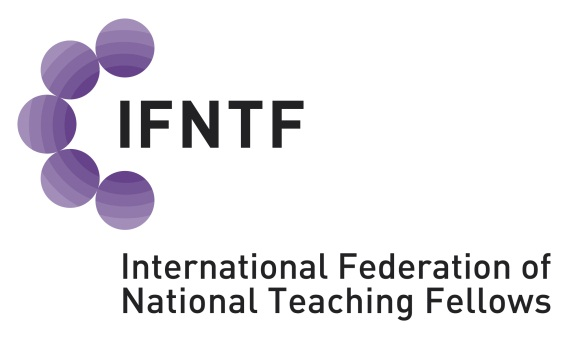 IFNTF
International Federation of
National Teaching Fellows